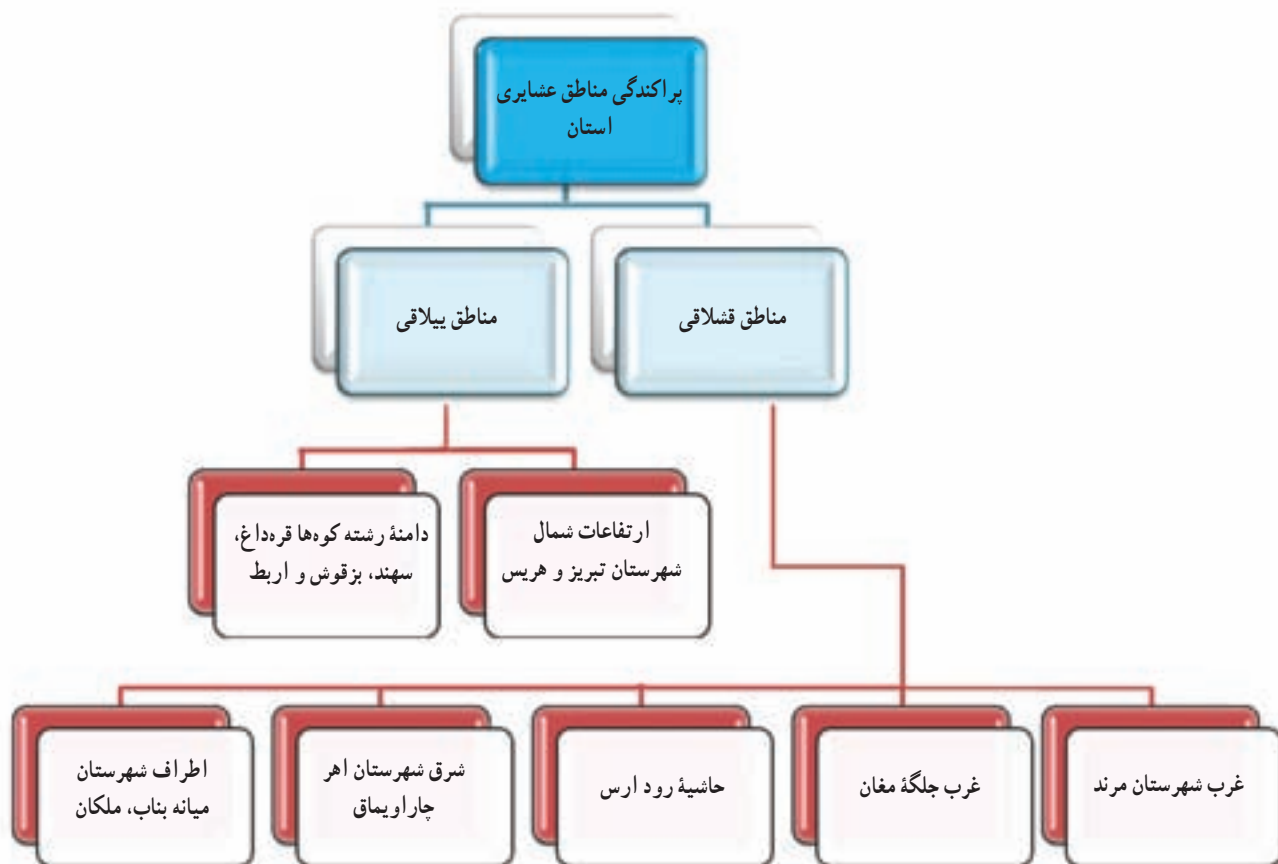 پراکندگی مناطق عشایری
استان
مناطق قشلاقی
مناطق ییلاقی
ارتفاعات شمال
شهرستان تبریز و هریس
دامنهٔ رشته کوه‌ها قره‌داغ،
سهند، بزقوش و اربط
غرب شهرستان مرند
غرب جلگهٔ مغان
حاشیهٔ رود ارس
شرق شهرستان اهر
چاراویماق
اطراف شهرستان
میانه بناب، ملکان